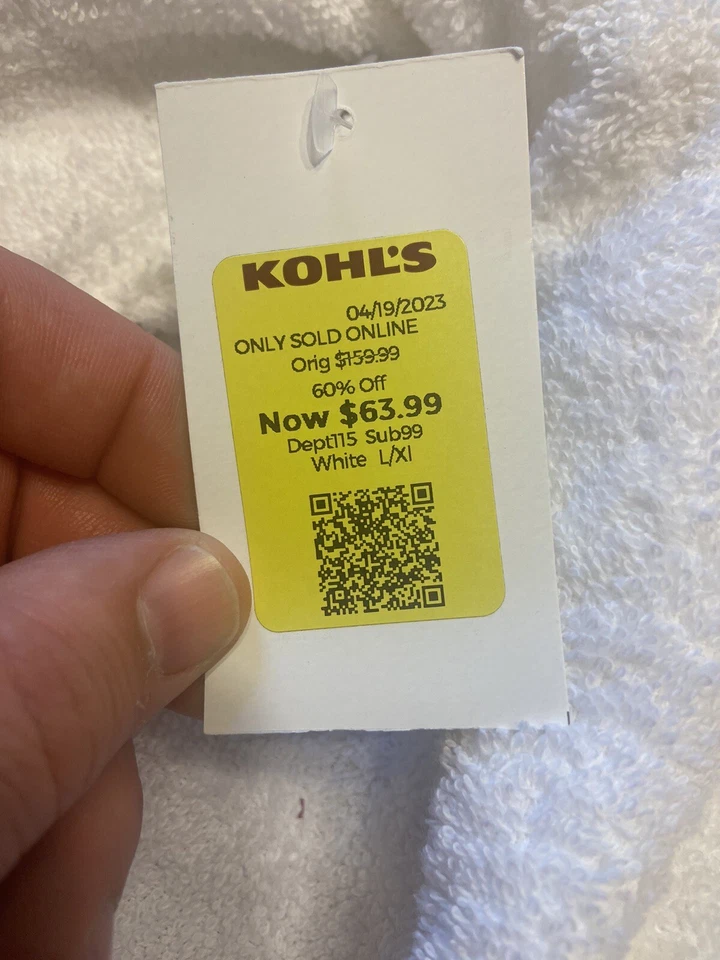 KOHL'S
04/19/2023
ONLY SOLD ONLINE
Orig $159.99
60% Off
Now $63.99
Dept115 Sub99
White L/Xl